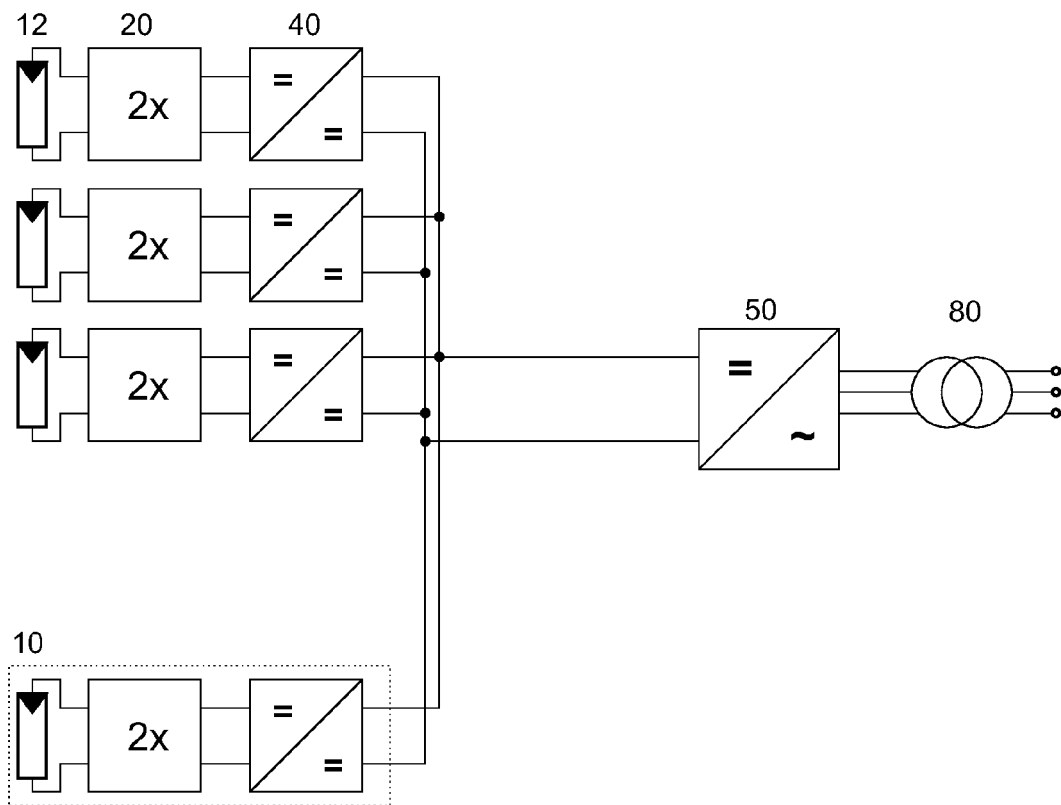 12 20 40
2x = =
2x = =
2x = =
50 80
= ~
10
2x = =